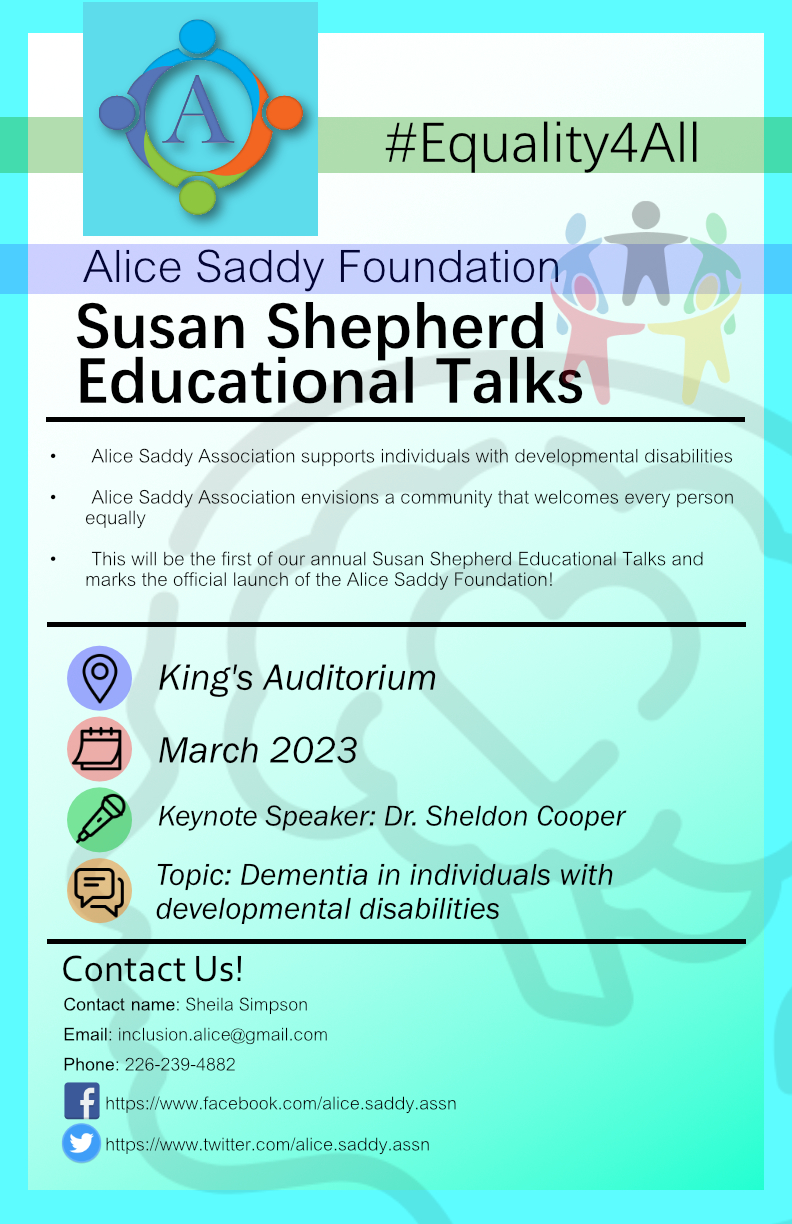 A
#Equality4All
Alice Saddy Foundation
Susan Shepherd
Educational Talks
• Alice Saddy Association supports individuals with developmental disabilities
• Alice Saddy Association envisions a community that welcomes every person
equally
• This will be the first of our annual Susan Shepherd Educational Talks and
marks the official launch of the Alice Saddy Foundation!
King's Auditorium
March 2023
Keynote Speaker: Dr. Sheldon Cooper
Topic: Dementia in individuals with
developmental disabilities
Contact Us!
Contact name: Sheila Simpson
Email: inclusion.alice@gmail.com
Phone: 226-239-4882
https://www.facebook.com/alice.saddy.assn
https://www.twitter.com/alice.saddy.assn